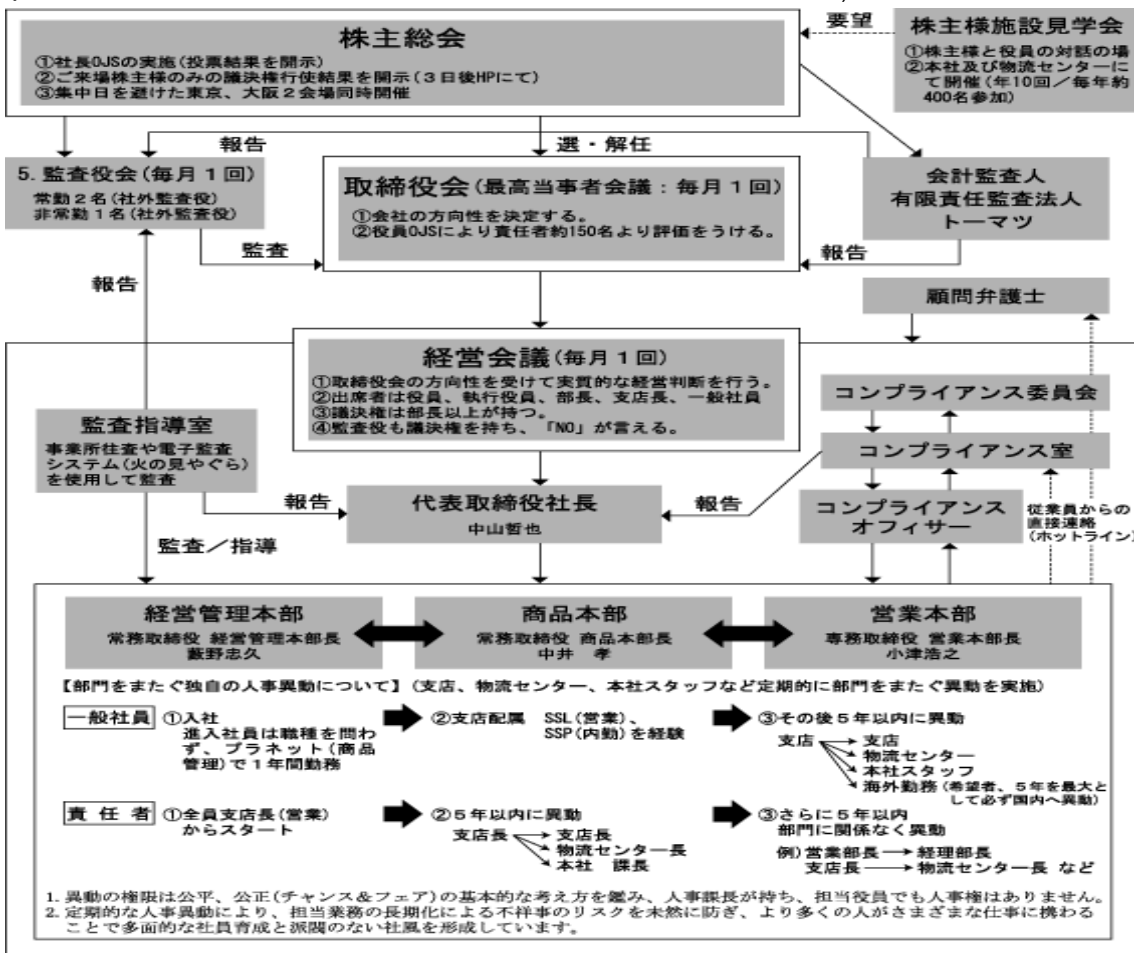 株主総会
①社長OJSの実施(投票結果を開示)
②ご来場株主様のみの議決権行使結果を開示(3日後HPにて)
③集中日を避けた東京、大阪2会場同時開催
要望
株主様施設見学会
①株主様と役員の対話の場
②本社及び物流センターに
て開催(年10回/毎年約
400名参加)
報告
選・解任
5. 監査役会(毎月1回)
常勤2名(社外監査役)
非常勤1名(社外監査役)
取締役会(最高当事者会議：毎月1回)
①会社の方向性を決定する。
②役員OJSにより責任者約150名より評価をうける。
会計監査人
有限責任監査法人
トーマツ
監査
報告
報告
顧問弁護士
経営会議(毎月1回)
①取締役会の方向性を受けて実質的な経営判断を行う。
②出席者は役員、執行役員、部長、支店長、一般社員
③議決権は部長以上が持つ。
④監査役も議決権を持ち、「NO」が言える。
コンプライアンス委員会
コンプライアンス室
監査指導室
事業所往査や電子監査
システム(火の見やぐら)
を使用して監査
報告
代表取締役社長
中山哲也
報告
コンプライアンス
オフィサー
従業員からの
直接連絡
(ホットライン)
監査/指導
経営管理本部
常務取締役 経営管理本部長
藪野忠久
商品本部
常務取締役 商品本部長
中井 孝
営業本部
専務取締役 営業本部長
小津浩之
【部門をまたぐ独自の人事異動について】(支店、物流センター、本社スタッフなど定期的に部門をまたぐ異動を実施)
一般社員
①入社
進入社員は職種を問わ
ず、プラネット(商品
管理)で1年間勤務
②支店配属 SSL(営業)、
SSP(内勤)を経験
③その後5年以内に異動
支店 支店
物流センター
本社スタッフ
海外勤務(希望者、5年を最大と
して必ず国内へ異動)
責任者
①全員支店長(営業)
からスタート
②5年以内に異動
支店長 支店長
物流センター長
本社 課長
③さらに5年以内
部門に関係なく異動
例)営業部長→経理部長
支店長→物流センター長 など
1. 異動の権限は公平、公正(チャンス&フェア)の基本的な考え方を鑑み、人事課長が持ち、担当役員でも人事権はありません。
2. 定期的な人事異動により、担当業務の長期化による不祥事のリスクを未然に防ぎ、より多くの人がさまざまな仕事に携わる
ことで多面的な社員育成と派閥のない社風を形成しています。